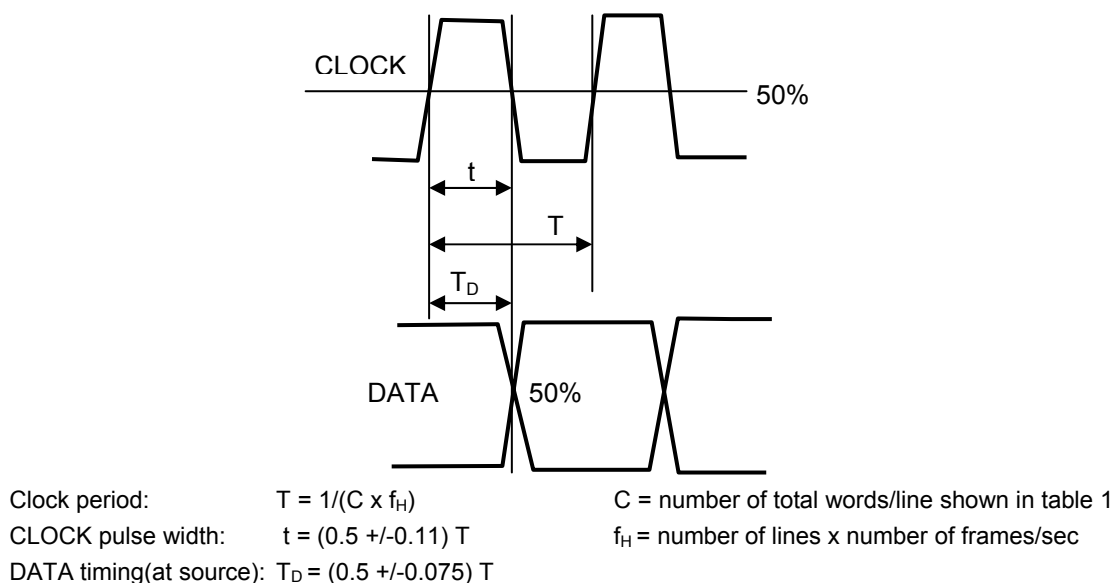 CLOCK
50%
t
T
T_D
DATA 50%
Clock period: T = 1/(C x f_H) C = number of total words/line shown in table 1
CLOCK pulse width: t = (0.5 +/-0.11) T f_H = number of lines x number of frames/sec
DATA timing(at source): T_D = (0.5 +/-0.075) T